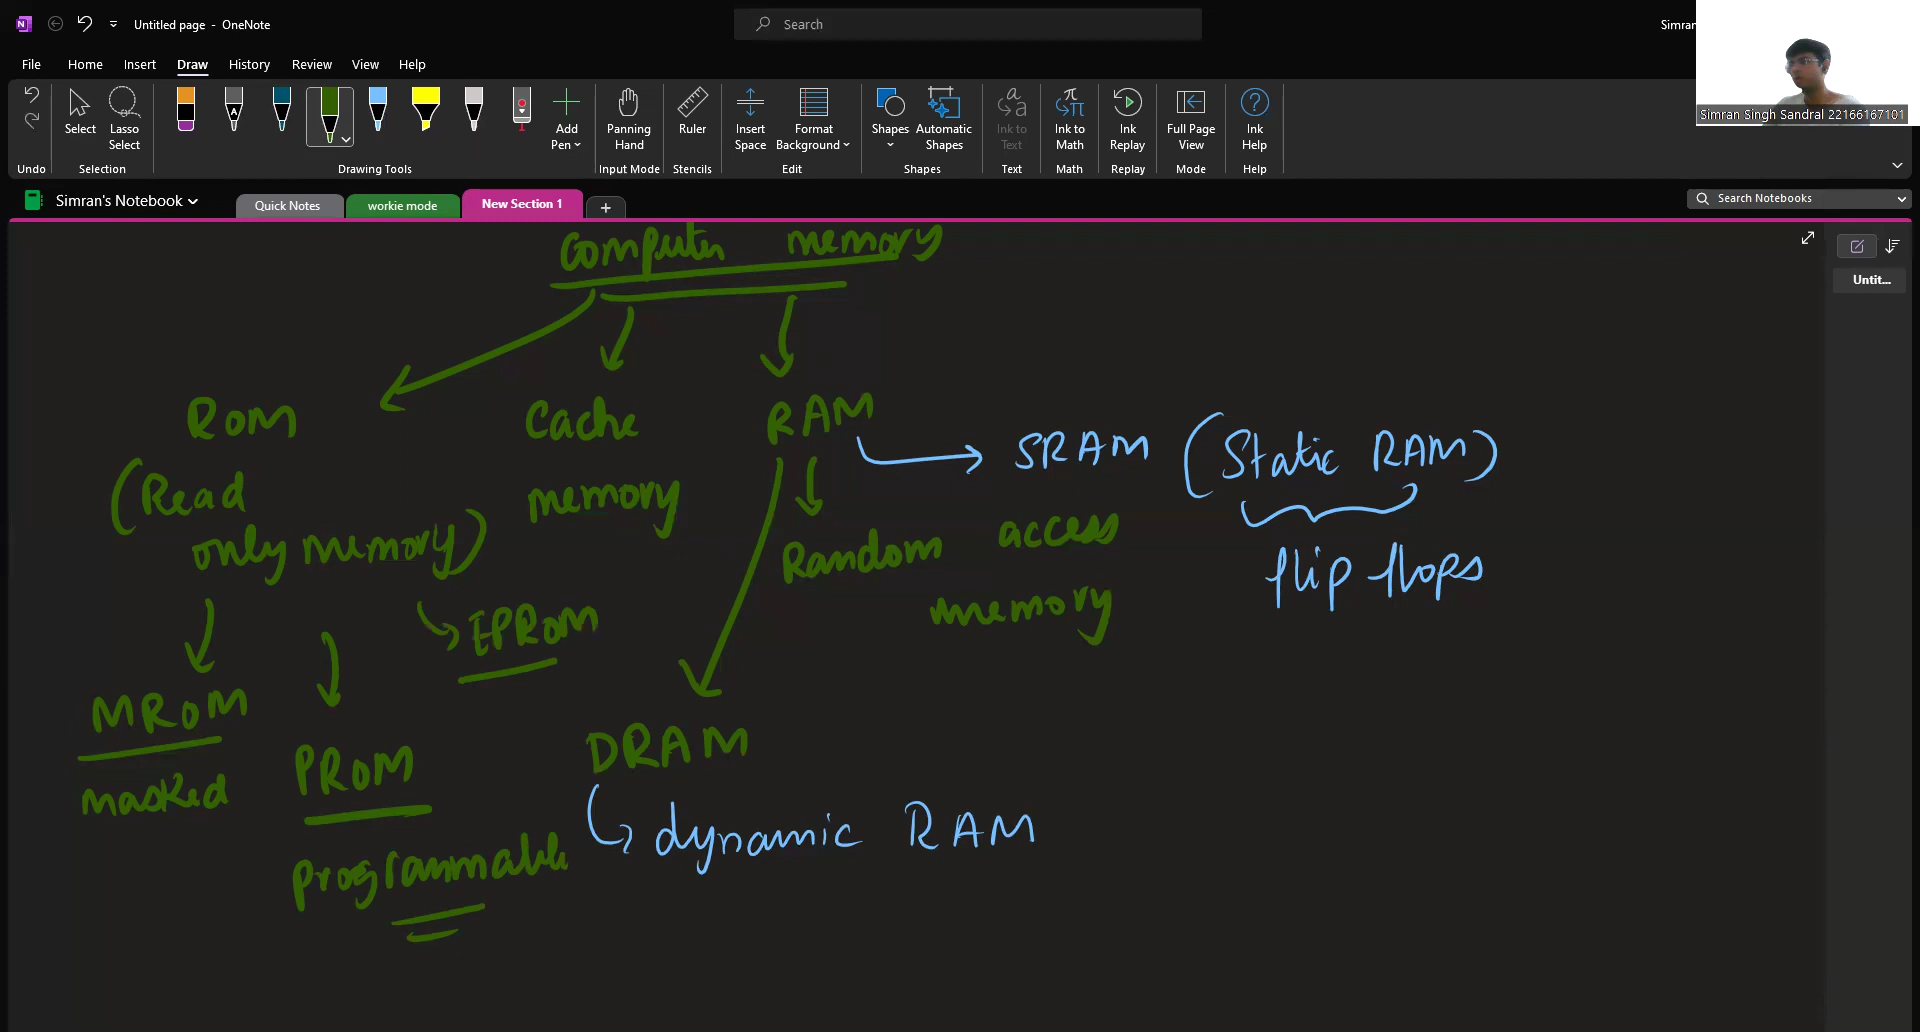 Untitled page - OneNote
Search
Simran
File Home Insert Draw History Review View Help
Simran Singh Sandral 22166167101
Select
Lasso Select
Add Pen
Panning Hand
Ruler
Insert Space
Format Background
Shapes
Automatic Shapes
Ink to Text
Ink to Math
Ink Replay
Full Page View
Ink Help
Undo Selection Drawing Tools Input Mode Stencils Edit Shapes Text Math Replay Mode Help
Simran's Notebook
Quick Notes
workie mode
New Section 1
Search Notebooks
Untit...
Computer memory
ROM
(Read
only memory)
MROM
masked
PROM
programmable
EPROM
Cache
memory
RAM
Random access
memory
SRAM (Static RAM)
flip flops
DRAM
dynamic RAM